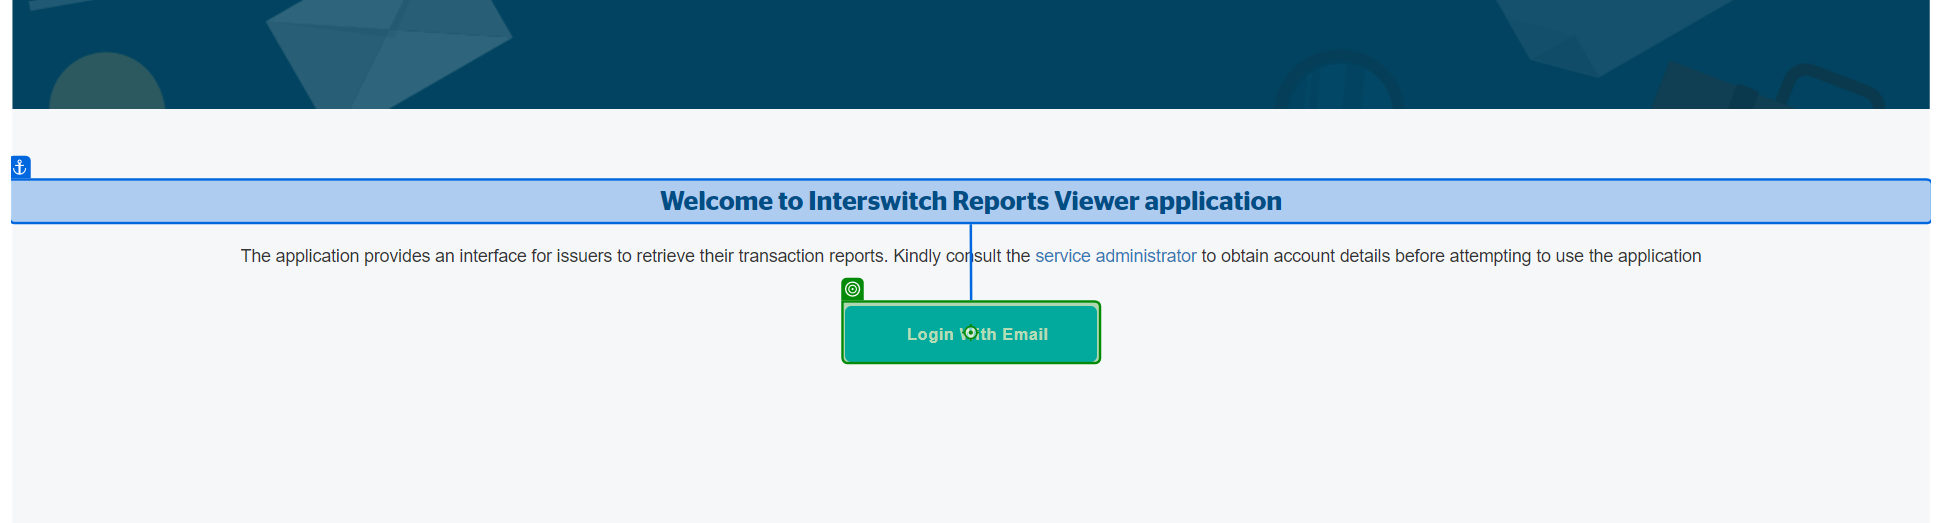 Welcome to Interswitch Reports Viewer application
The application provides an interface for issuers to retrieve their transaction reports. Kindly consult the service administrator to obtain account details before attempting to use the application
Login With Email